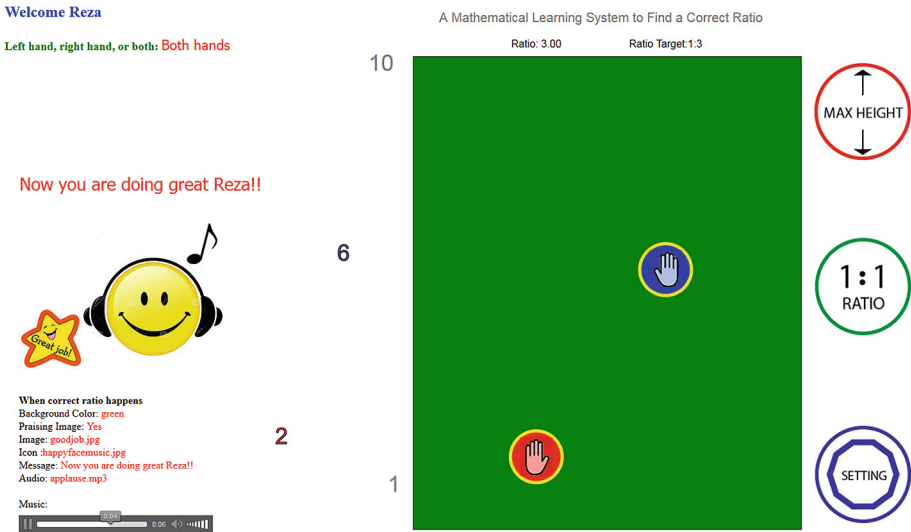 Welcome Reza
Left hand, right hand, or both: Both hands
Now you are doing great Reza!!
Great job!
When correct ratio happens
Background Color: green
Praising Image: Yes
Image: goodjob.jpg
Icon :happyfacemusic.jpg
Message: Now you are doing great Reza!!
Audio: applause.mp3
Music:
0:04
0:06
A Mathematical Learning System to Find a Correct Ratio
Ratio: 3.00
Ratio Target:1:3
10
6
2
1
MAX HEIGHT
1:1
RATIO
SETTING